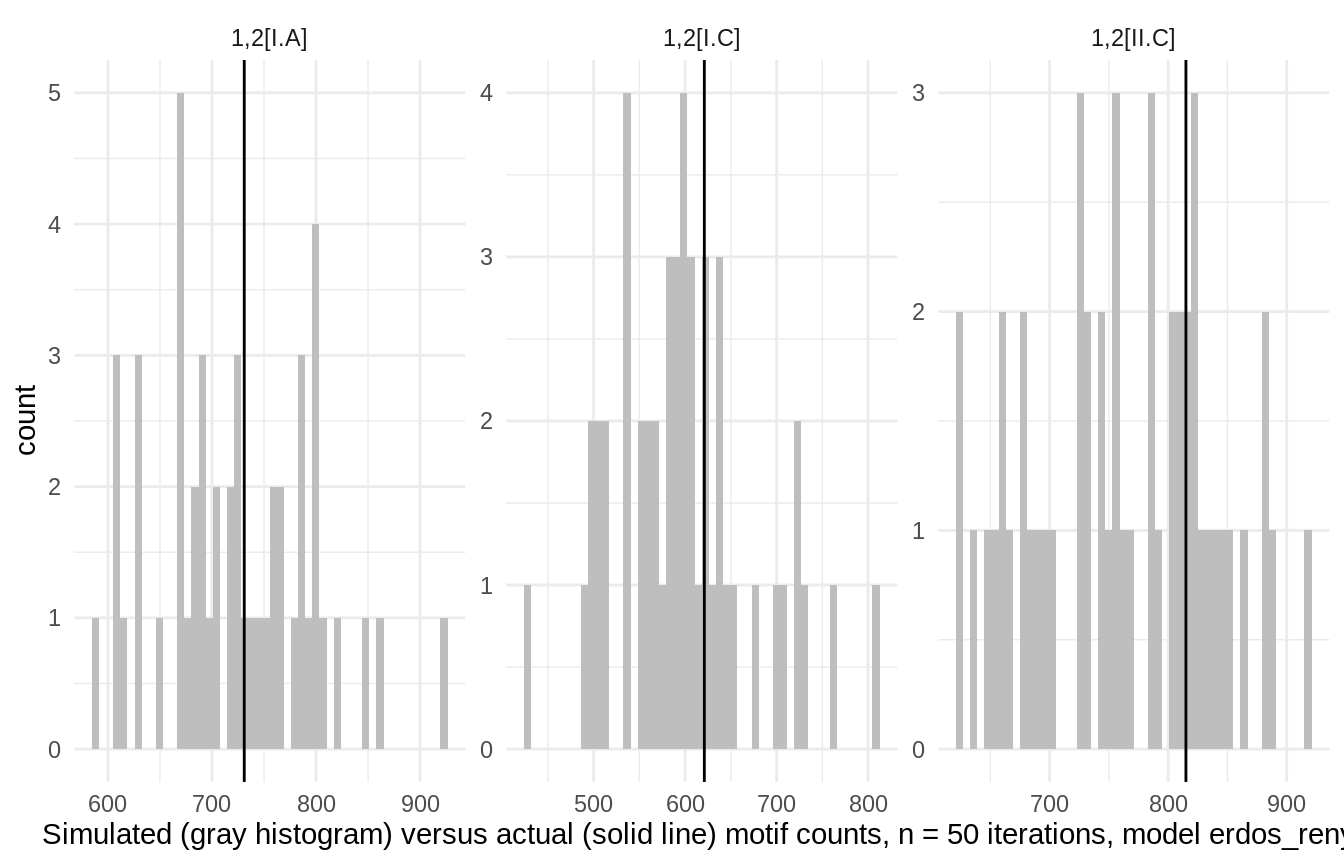 1,2[I.A] 1,2[I.C] 1,2[II.C]
5 4 3
4
3 3 2
2 2
1 1 1
0 0 0
count
600 700 800 900 500 600 700 800 700 800 900
Simulated (gray histogram) versus actual (solid line) motif counts, n = 50 iterations, model